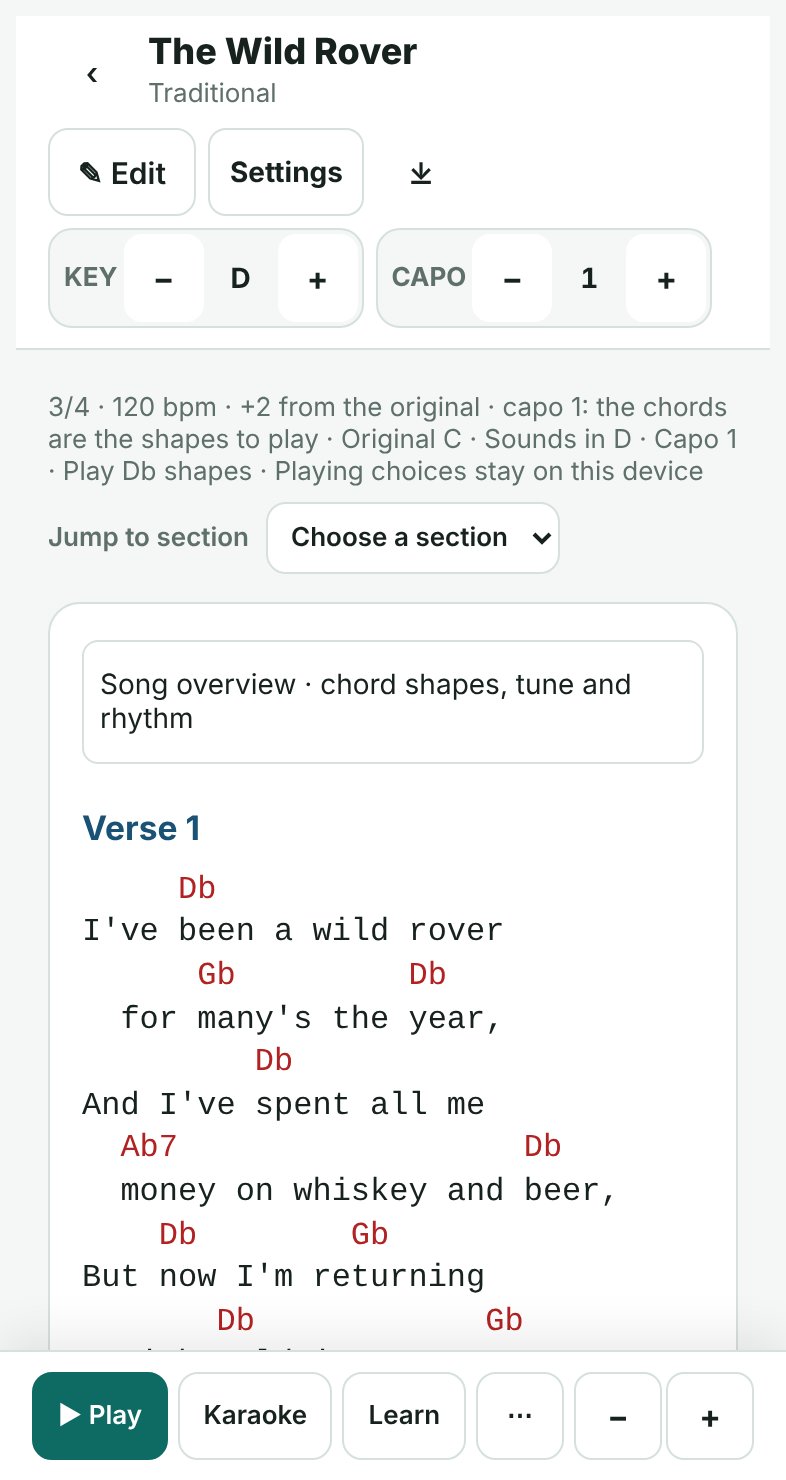 ‹
The Wild Rover
Traditional
✎ Edit
Settings
KEY − D +
CAPO − 1 +
3/4 · 120 bpm · +2 from the original · capo 1: the chords
are the shapes to play · Original C · Sounds in D · Capo 1
· Play Db shapes · Playing choices stay on this device
Jump to section
Choose a section
Song overview · chord shapes, tune and
rhythm
Verse 1
Db
I've been a wild rover
Gb Db
for many's the year,
Db
And I've spent all me
Ab7 Db
money on whiskey and beer,
Db Gb
But now I'm returning
Db Gb
▶ Play
Karaoke
Learn
···
−
+